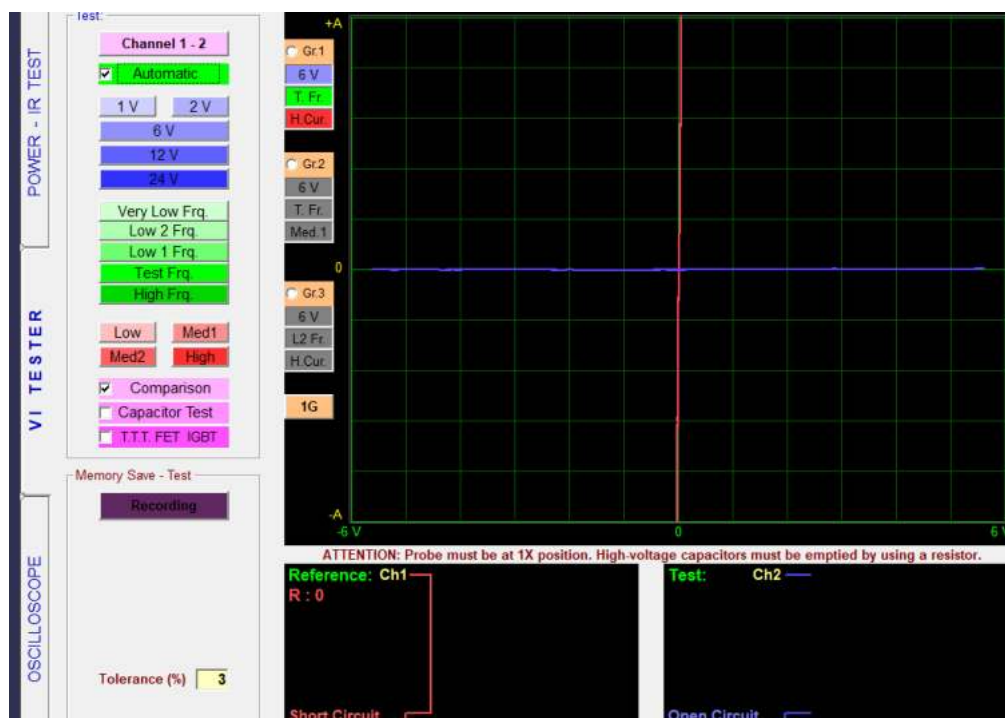 Test:
Channel 1 - 2
Automatic
1 V
2 V
6 V
12 V
24 V
Very Low Frq.
Low 2 Frq.
Low 1 Frq.
Test Frq.
High Frq.
Low
Med1
Med2
High
Comparison
Capacitor Test
T.T.T. FET IGBT
Memory Save - Test
Recording
Tolerance (%) 3
POWER - IR TEST
VI TESTER
OSCILLOSCOPE
Gr.1
6 V
T. Fr.
H.Cur.
Gr.2
6 V
T. Fr.
Med.1
Gr.3
6 V
L2 Fr.
H.Cur.
1G
+A
0
-A
-6 V
0
6 V
ATTENTION: Probe must be at 1X position. High-voltage capacitors must be emptied by using a resistor.
Reference: Ch1
R : 0
Short Circuit
Test: Ch2
Open Circuit